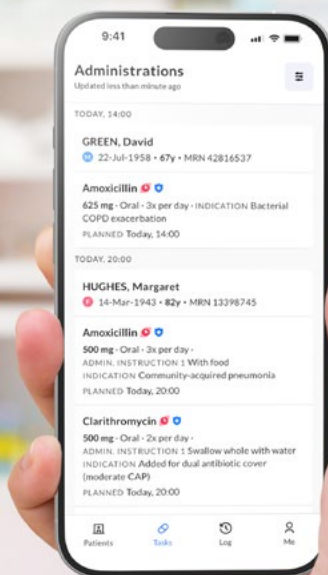 9:41
Administrations
Updated less than minute ago
TODAY, 14:00
GREEN, David
M 22-Jul-1958 • 67y • MRN 42816537
Amoxicillin
625 mg · Oral · 3x per day · INDICATION Bacterial
COPD exacerbation
PLANNED Today, 14:00
TODAY, 20:00
HUGHES, Margaret
F 14-Mar-1943 • 82y • MRN 13398745
Amoxicillin
500 mg · Oral · 3x per day ·
ADMIN. INSTRUCTION 1 With food
INDICATION Community-acquired pneumonia
PLANNED Today, 20:00
Clarithromycin
500 mg · Oral · 2x per day ·
ADMIN. INSTRUCTION 1 Swallow whole with water
INDICATION Added for dual antibiotic cover
(moderate CAP)
PLANNED Today, 20:00
Patients Tasks Log Me